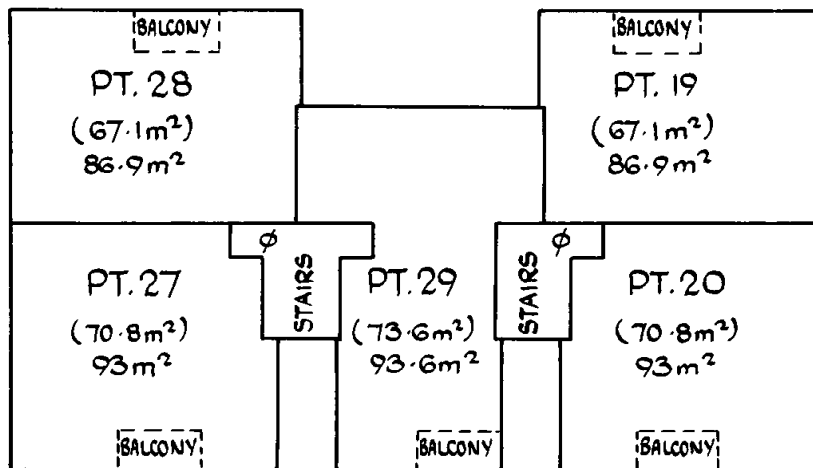 BALCONY
BALCONY
PT. 28
(67.1m²)
86.9m²
PT. 19
(67.1m²)
86.9m²
φ
φ
STAIRS
STAIRS
PT. 27
(70.8m²)
93m²
PT. 29
(73.6m²)
93.6m²
PT. 20
(70.8m²)
93m²
BALCONY
BALCONY
BALCONY